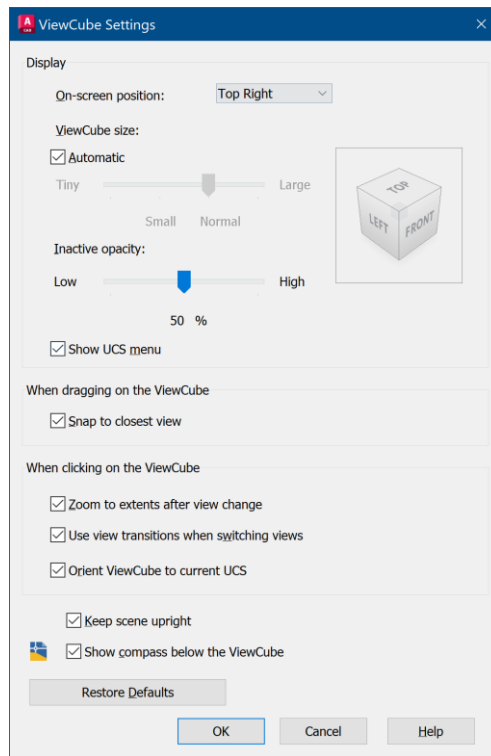 A CAD ViewCube Settings
Display
On-screen position: Top Right
ViewCube size:
Automatic
Tiny Large
Small Normal
TOP
LEFT FRONT
Inactive opacity:
Low High
50 %
Show UCS menu
When dragging on the ViewCube
Snap to closest view
When clicking on the ViewCube
Zoom to extents after view change
Use view transitions when switching views
Orient ViewCube to current UCS
Keep scene upright
Show compass below the ViewCube
Restore Defaults
OK Cancel Help